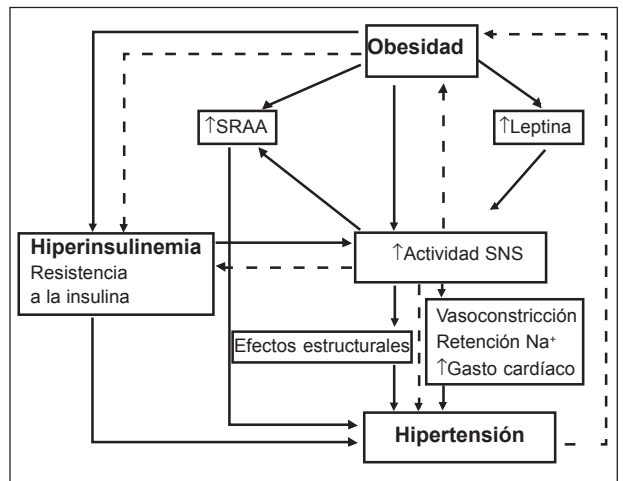 Obesidad
↑SRAA
↑Leptina
Hiperinsulinemia
Resistencia
a la insulina
↑Actividad SNS
Efectos estructurales
Vasoconstricción
Retención Na⁺
↑Gasto cardíaco
Hipertensión